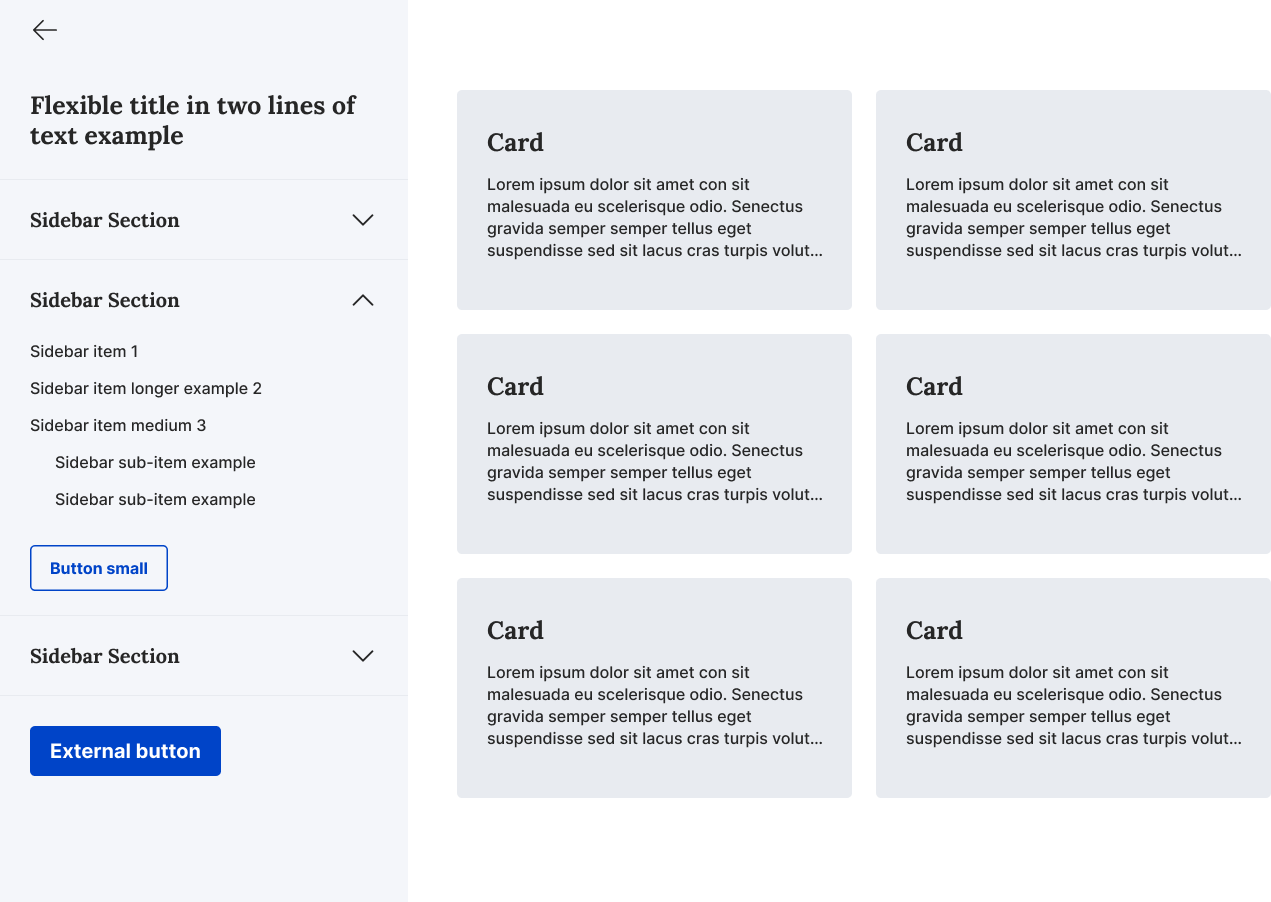 Flexible title in two lines of
text example
Sidebar Section
Sidebar Section
Sidebar item 1
Sidebar item longer example 2
Sidebar item medium 3
Sidebar sub-item example
Sidebar sub-item example
Button small
Sidebar Section
External button
Card
Lorem ipsum dolor sit amet con sit
malesuada eu scelerisque odio. Senectus
gravida semper semper tellus eget
suspendisse sed sit lacus cras turpis volut...
Card
Lorem ipsum dolor sit amet con sit
malesuada eu scelerisque odio. Senectus
gravida semper semper tellus eget
suspendisse sed sit lacus cras turpis volut...
Card
Lorem ipsum dolor sit amet con sit
malesuada eu scelerisque odio. Senectus
gravida semper semper tellus eget
suspendisse sed sit lacus cras turpis volut...
Card
Lorem ipsum dolor sit amet con sit
malesuada eu scelerisque odio. Senectus
gravida semper semper tellus eget
suspendisse sed sit lacus cras turpis volut...
Card
Lorem ipsum dolor sit amet con sit
malesuada eu scelerisque odio. Senectus
gravida semper semper tellus eget
suspendisse sed sit lacus cras turpis volut...
Card
Lorem ipsum dolor sit amet con sit
malesuada eu scelerisque odio. Senectus
gravida semper semper tellus eget
suspendisse sed sit lacus cras turpis volut...